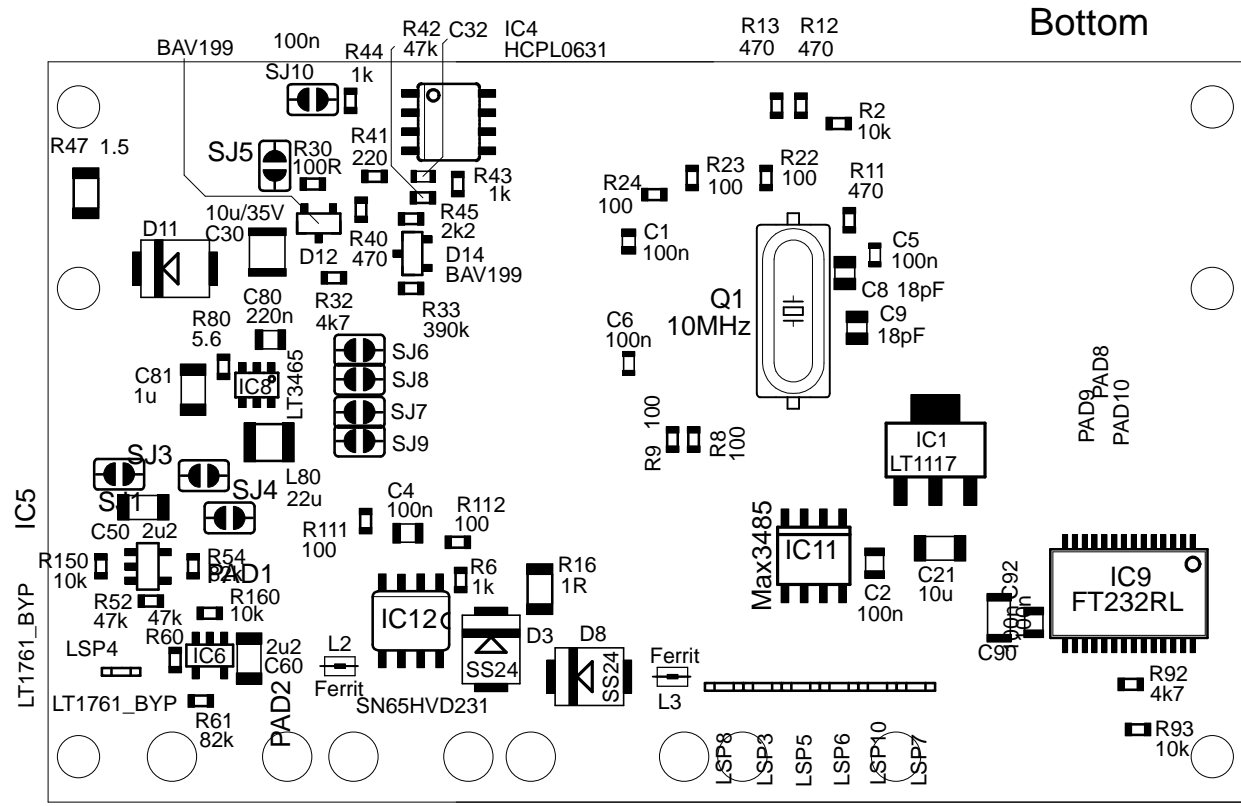 Bottom
BAV199
100n
R42
47k
C32
IC4
HCPL0631
R13
470
R12
470
R44
1k
SJ10
R2
10k
R47 1.5
SJ5
R30
100R
R41
220
R43
1k
R24
100
R23
100
R22
100
R11
470
D11
10u/35V
C30
D12
R40
470
R45
2k2
D14
BAV199
C1
100n
C5
100n
C8 18pF
C9
18pF
Q1
10MHz
R80
5.6
C80
220n
R32
4k7
R33
390k
C6
100n
C81
1u
IC8
LT3465
SJ6
SJ8
SJ7
SJ9
PAD9
PAD8
PAD10
R9
100
R8
100
IC1
LT1117
SJ3
SJ1
SJ4
L80
22u
IC5
LT1761_BYP
C50
2u2
R111
100
C4
100n
R112
100
Max3485
IC11
R150
10k
R54
82k
PAD1
R52
47k
47k
R160
10k
R6
1k
R16
1R
C2
100n
C21
10u
C92
100n
C90
IC9
FT232RL
LSP4
R60
IC6
2u2
C60
L2
Ferrit
IC12
SN65HVD231
D3
SS24
D8
SS24
Ferrit
L3
R92
4k7
LT1761_BYP
R61
82k
PAD2
R93
10k
LSP8
LSP3
LSP5
LSP6
LSP10
LSP7